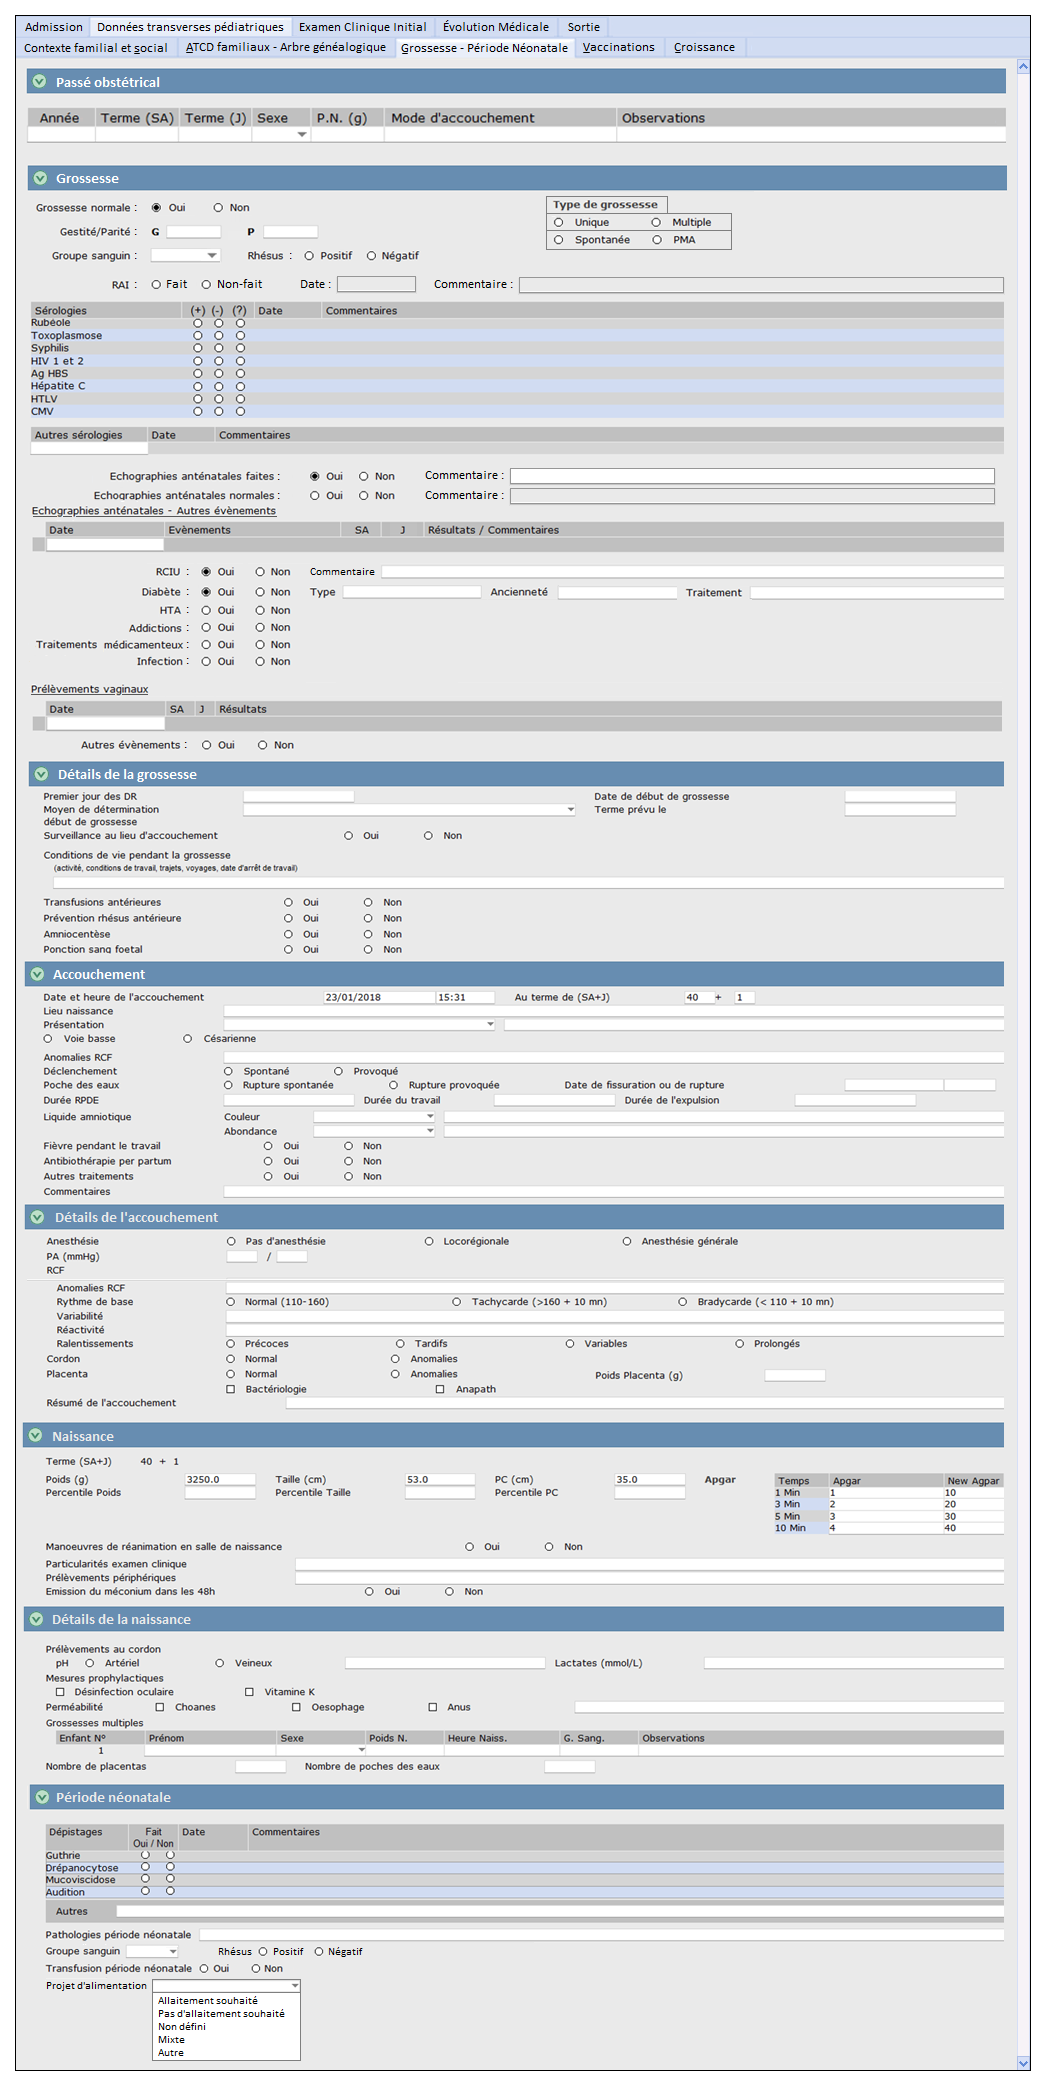 Admission Données transverses pédiatriques Examen Clinique Initial Évolution Médicale Sortie
Contexte familial et social ATCD familiaux - Arbre généalogique Grossesse - Période Néonatale Vaccinations Croissance
Passé obstétrical
Année Terme (SA) Terme (J) Sexe P.N. (g) Mode d'accouchement Observations
Grossesse
Type de grossesse
Grossesse normale : Oui Non
Unique Multiple
Gestité/Parité : G P
Spontanée PMA
Groupe sanguin : Rhésus : Positif Négatif
RAI : Fait Non-fait Date : Commentaire :
Sérologies (+) (-) (?) Date Commentaires
Rubéole
Toxoplasmose
Syphilis
HIV 1 et 2
Ag HBS
Hépatite C
HTLV
CMV
Autres sérologies Date Commentaires
Echographies anténatales faites : Oui Non Commentaire :
Echographies anténatales normales : Oui Non Commentaire :
Echographies anténatales - Autres évènements
Date Evènements SA J Résultats / Commentaires
RCIU : Oui Non Commentaire
Diabète : Oui Non Type Ancienneté Traitement
HTA : Oui Non
Addictions : Oui Non
Traitements médicamenteux : Oui Non
Infection : Oui Non
Prélèvements vaginaux
Date SA J Résultats
Autres évènements : Oui Non
Détails de la grossesse
Premier jour des DR Date de début de grossesse
Moyen de détermination Terme prévu le
début de grossesse
Surveillance au lieu d'accouchement Oui Non
Conditions de vie pendant la grossesse
(activité, conditions de travail, trajets, voyages, date d'arrêt de travail)
Transfusions antérieures Oui Non
Prévention rhésus antérieure Oui Non
Amniocentèse Oui Non
Ponction sang foetal Oui Non
Accouchement
Date et heure de l'accouchement 23/01/2018 15:31 Au terme de (SA+J) 40 + 1
Lieu naissance
Présentation
Voie basse Césarienne
Anomalies RCF
Déclenchement Spontané Provoqué
Poche des eaux Rupture spontanée Rupture provoquée Date de fissuration ou de rupture
Durée RPDE Durée du travail Durée de l'expulsion
Liquide amniotique Couleur
Abondance
Fièvre pendant le travail Oui Non
Antibiothérapie per partum Oui Non
Autres traitements Oui Non
Commentaires
Détails de l'accouchement
Anesthésie Pas d'anesthésie Locorégionale Anesthésie générale
PA (mmHg) /
RCF
Anomalies RCF
Rythme de base Normal (110-160) Tachycarde (>160 + 10 mn) Bradycarde (< 110 + 10 mn)
Variabilité
Réactivité
Ralentissements Précoces Tardifs Variables Prolongés
Cordon Normal Anomalies
Placenta Normal Anomalies Poids Placenta (g)
Bactériologie Anapath
Résumé de l'accouchement
Naissance
Terme (SA+J) 40 + 1
Poids (g) 3250.0 Taille (cm) 53.0 PC (cm) 35.0 Apgar Temps Apgar New Agpar
Percentile Poids Percentile Taille Percentile PC 1 Min 1 10
3 Min 2 20
5 Min 3 30
10 Min 4 40
Manoeuvres de réanimation en salle de naissance Oui Non
Particularités examen clinique
Prélèvements périphériques
Emission du méconium dans les 48h Oui Non
Détails de la naissance
Prélèvements au cordon
pH Artériel Veineux Lactates (mmol/L)
Mesures prophylactiques
Désinfection oculaire Vitamine K
Perméabilité Choanes Oesophage Anus
Grossesses multiples
Enfant N° Prénom Sexe Poids N. Heure Naiss. G. Sang. Observations
1
Nombre de placentas Nombre de poches des eaux
Période néonatale
Dépistages Fait Date Commentaires
Oui / Non
Guthrie
Drépanocytose
Mucoviscidose
Audition
Autres
Pathologies période néonatale
Groupe sanguin Rhésus Positif Négatif
Transfusion période néonatale Oui Non
Projet d'alimentation
Allaitement souhaité
Pas d'allaitement souhaité
Non défini
Mixte
Autre